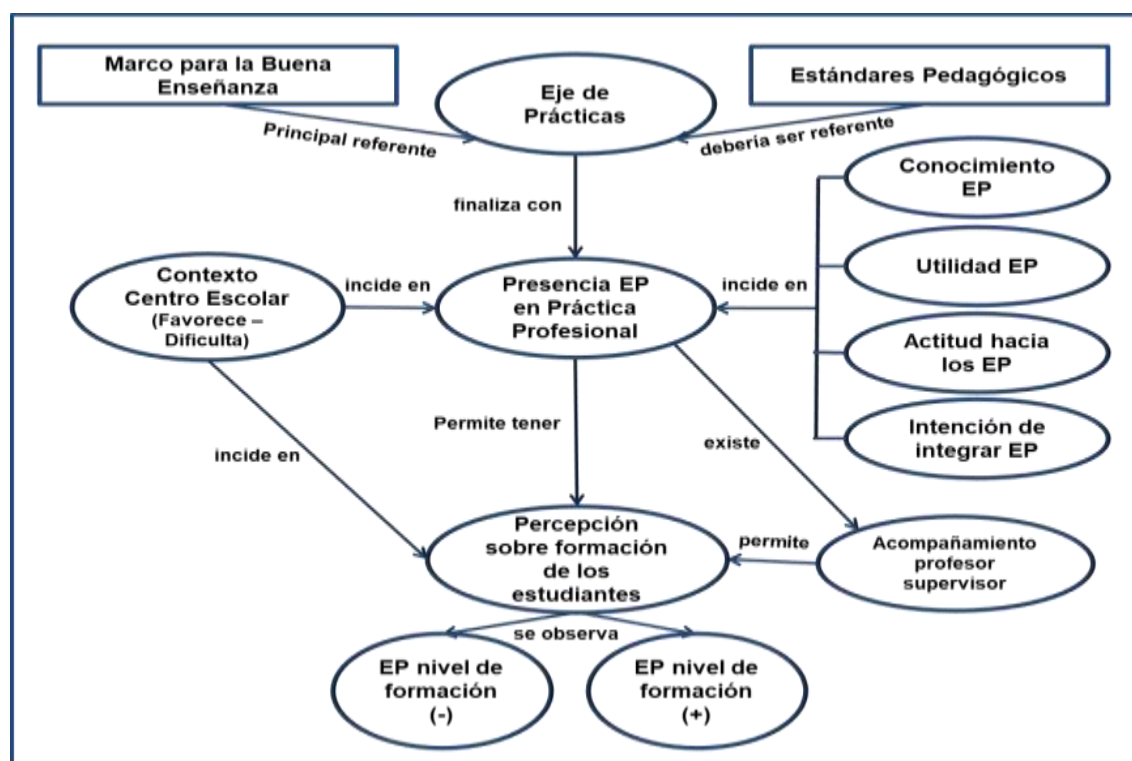 Marco para la Buena
Enseñanza
Eje de
Prácticas
Estándares Pedagógicos
Principal referente
debería ser referente
finaliza con
Conocimiento
EP
Utilidad EP
Actitud hacia
los EP
Intención de
integrar EP
incide en
Contexto
Centro Escolar
(Favorece –
Dificulta)
incide en
Presencia EP
en Práctica
Profesional
Permite tener
existe
incide en
Percepción
sobre formación
de los
estudiantes
permite
Acompañamiento
profesor
supervisor
se observa
EP nivel de
formación
(-)
EP nivel de
formación
(+)